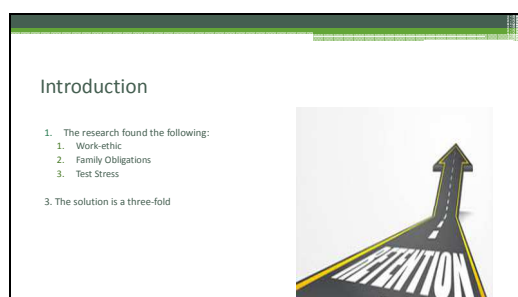 Introduction
1. The research found the following:
1. Work-ethic
2. Family Obligations
3. Test Stress
3. The solution is a three-fold
RETENTION